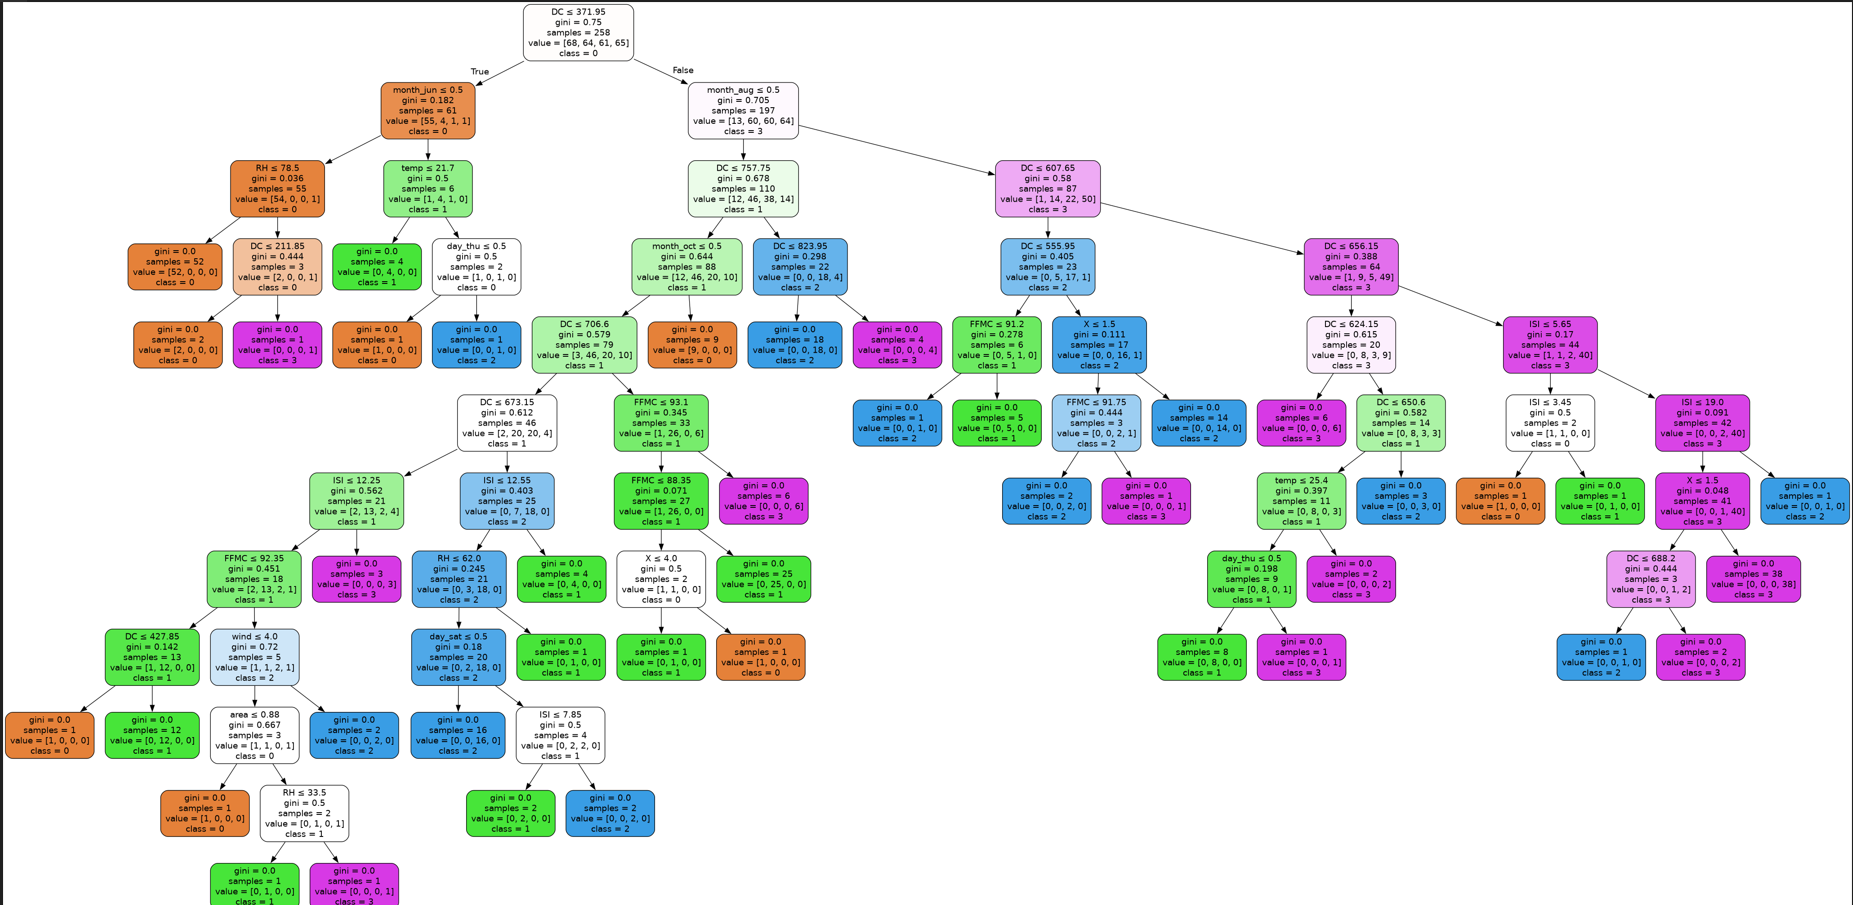 DC ≤ 371.95
gini = 0.75
samples = 258
value = [68, 64, 61, 65]
class = 0
True
False
month_jun ≤ 0.5
gini = 0.182
samples = 61
value = [55, 4, 1, 1]
class = 0
month_aug ≤ 0.5
gini = 0.705
samples = 197
value = [13, 60, 60, 64]
class = 3
RH ≤ 78.5
gini = 0.036
samples = 55
value = [54, 0, 0, 1]
class = 0
temp ≤ 21.7
gini = 0.5
samples = 6
value = [1, 4, 1, 0]
class = 1
DC ≤ 757.75
gini = 0.678
samples = 110
value = [12, 46, 38, 14]
class = 1
DC ≤ 607.65
gini = 0.58
samples = 87
value = [1, 14, 22, 50]
class = 3
gini = 0.0
samples = 52
value = [52, 0, 0, 0]
class = 0
DC ≤ 211.85
gini = 0.444
samples = 3
value = [2, 0, 0, 1]
class = 0
gini = 0.0
samples = 4
value = [0, 4, 0, 0]
class = 1
day_thu ≤ 0.5
gini = 0.5
samples = 2
value = [1, 0, 1, 0]
class = 0
month_oct ≤ 0.5
gini = 0.644
samples = 88
value = [12, 46, 20, 10]
class = 1
DC ≤ 823.95
gini = 0.298
samples = 22
value = [0, 0, 18, 4]
class = 2
DC ≤ 555.95
gini = 0.405
samples = 23
value = [0, 5, 17, 1]
class = 2
DC ≤ 656.15
gini = 0.388
samples = 64
value = [1, 9, 5, 49]
class = 3
gini = 0.0
samples = 2
value = [2, 0, 0, 0]
class = 0
gini = 0.0
samples = 1
value = [0, 0, 0, 1]
class = 3
gini = 0.0
samples = 1
value = [1, 0, 0, 0]
class = 0
gini = 0.0
samples = 1
value = [0, 0, 1, 0]
class = 2
DC ≤ 706.6
gini = 0.579
samples = 79
value = [3, 46, 20, 10]
class = 1
gini = 0.0
samples = 9
value = [9, 0, 0, 0]
class = 0
gini = 0.0
samples = 18
value = [0, 0, 18, 0]
class = 2
gini = 0.0
samples = 4
value = [0, 0, 0, 4]
class = 3
FFMC ≤ 91.2
gini = 0.278
samples = 6
value = [0, 5, 1, 0]
class = 1
X ≤ 1.5
gini = 0.111
samples = 17
value = [0, 0, 16, 1]
class = 2
DC ≤ 624.15
gini = 0.615
samples = 20
value = [0, 8, 3, 9]
class = 3
ISI ≤ 5.65
gini = 0.17
samples = 44
value = [1, 1, 2, 40]
class = 3
DC ≤ 673.15
gini = 0.612
samples = 46
value = [2, 20, 20, 4]
class = 1
FFMC ≤ 93.1
gini = 0.345
samples = 33
value = [1, 26, 0, 6]
class = 1
gini = 0.0
samples = 1
value = [0, 0, 1, 0]
class = 2
gini = 0.0
samples = 5
value = [0, 5, 0, 0]
class = 1
FFMC ≤ 91.75
gini = 0.444
samples = 3
value = [0, 0, 2, 1]
class = 2
gini = 0.0
samples = 14
value = [0, 0, 14, 0]
class = 2
gini = 0.0
samples = 6
value = [0, 0, 0, 6]
class = 3
DC ≤ 650.6
gini = 0.582
samples = 14
value = [0, 8, 3, 3]
class = 1
ISI ≤ 3.45
gini = 0.5
samples = 2
value = [1, 1, 0, 0]
class = 0
ISI ≤ 19.0
gini = 0.091
samples = 42
value = [0, 0, 2, 40]
class = 3
ISI ≤ 12.25
gini = 0.562
samples = 21
value = [2, 13, 2, 4]
class = 1
ISI ≤ 12.55
gini = 0.403
samples = 25
value = [0, 7, 18, 0]
class = 2
FFMC ≤ 88.35
gini = 0.071
samples = 27
value = [1, 26, 0, 0]
class = 1
gini = 0.0
samples = 6
value = [0, 0, 0, 6]
class = 3
gini = 0.0
samples = 2
value = [0, 0, 2, 0]
class = 2
gini = 0.0
samples = 1
value = [0, 0, 0, 1]
class = 3
temp ≤ 25.4
gini = 0.397
samples = 11
value = [0, 8, 0, 3]
class = 1
gini = 0.0
samples = 3
value = [0, 0, 3, 0]
class = 2
gini = 0.0
samples = 1
value = [1, 0, 0, 0]
class = 0
gini = 0.0
samples = 1
value = [0, 1, 0, 0]
class = 1
X ≤ 1.5
gini = 0.048
samples = 41
value = [0, 0, 1, 40]
class = 3
gini = 0.0
samples = 1
value = [0, 0, 1, 0]
class = 2
FFMC ≤ 92.35
gini = 0.451
samples = 18
value = [2, 13, 2, 1]
class = 1
gini = 0.0
samples = 3
value = [0, 0, 0, 3]
class = 3
RH ≤ 62.0
gini = 0.245
samples = 21
value = [0, 3, 18, 0]
class = 2
gini = 0.0
samples = 4
value = [0, 4, 0, 0]
class = 1
X ≤ 4.0
gini = 0.5
samples = 2
value = [1, 1, 0, 0]
class = 0
gini = 0.0
samples = 25
value = [0, 25, 0, 0]
class = 1
day_thu ≤ 0.5
gini = 0.198
samples = 9
value = [0, 8, 0, 1]
class = 1
gini = 0.0
samples = 2
value = [0, 0, 0, 2]
class = 3
DC ≤ 688.2
gini = 0.444
samples = 3
value = [0, 0, 1, 2]
class = 3
gini = 0.0
samples = 38
value = [0, 0, 0, 38]
class = 3
DC ≤ 427.85
gini = 0.142
samples = 13
value = [1, 12, 0, 0]
class = 1
wind ≤ 4.0
gini = 0.72
samples = 5
value = [1, 1, 2, 1]
class = 2
day_sat ≤ 0.5
gini = 0.18
samples = 20
value = [0, 2, 18, 0]
class = 2
gini = 0.0
samples = 1
value = [0, 1, 0, 0]
class = 1
gini = 0.0
samples = 1
value = [0, 1, 0, 0]
class = 1
gini = 0.0
samples = 1
value = [1, 0, 0, 0]
class = 0
gini = 0.0
samples = 8
value = [0, 8, 0, 0]
class = 1
gini = 0.0
samples = 1
value = [0, 0, 0, 1]
class = 3
gini = 0.0
samples = 1
value = [0, 0, 1, 0]
class = 2
gini = 0.0
samples = 2
value = [0, 0, 0, 2]
class = 3
gini = 0.0
samples = 1
value = [1, 0, 0, 0]
class = 0
gini = 0.0
samples = 12
value = [0, 12, 0, 0]
class = 1
area ≤ 0.88
gini = 0.667
samples = 3
value = [1, 1, 0, 1]
class = 0
gini = 0.0
samples = 2
value = [0, 0, 2, 0]
class = 2
gini = 0.0
samples = 16
value = [0, 0, 16, 0]
class = 2
ISI ≤ 7.85
gini = 0.5
samples = 4
value = [0, 2, 2, 0]
class = 1
gini = 0.0
samples = 1
value = [1, 0, 0, 0]
class = 0
RH ≤ 33.5
gini = 0.5
samples = 2
value = [0, 1, 0, 1]
class = 1
gini = 0.0
samples = 2
value = [0, 2, 0, 0]
class = 1
gini = 0.0
samples = 2
value = [0, 0, 2, 0]
class = 2
gini = 0.0
samples = 1
value = [0, 1, 0, 0]
class = 1
gini = 0.0
samples = 1
value = [0, 0, 0, 1]
class = 3